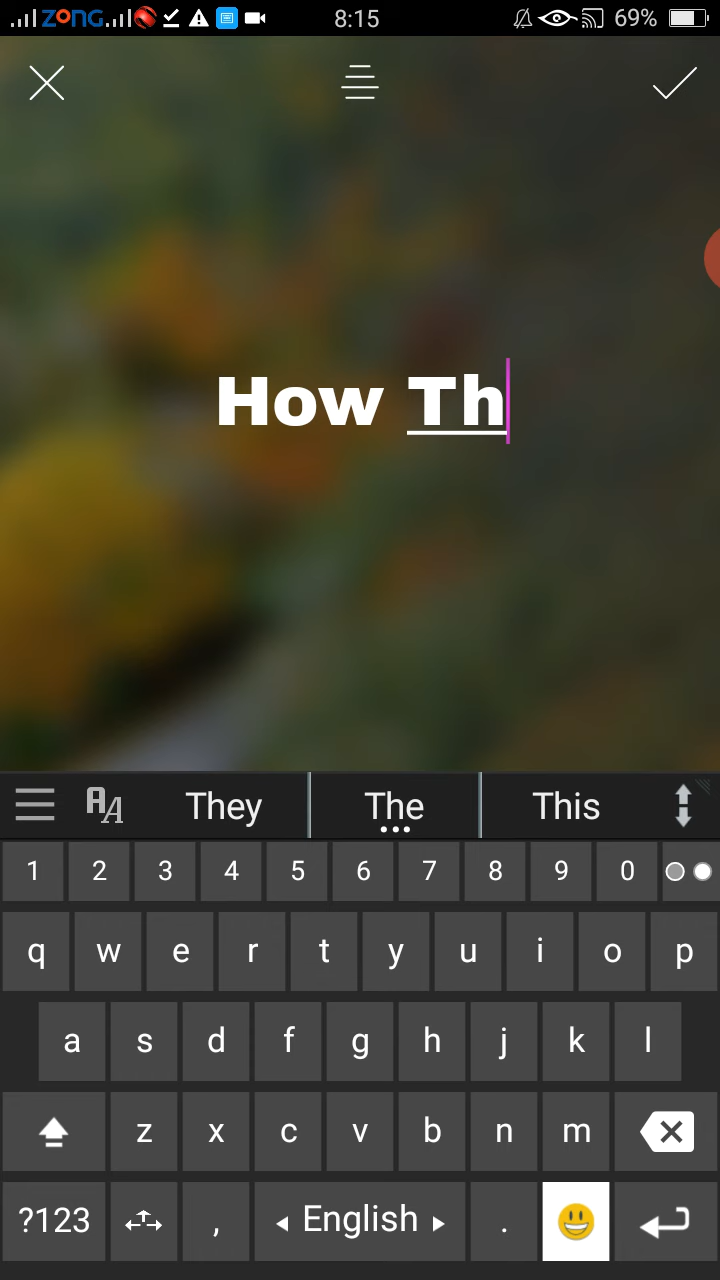 ZONG 8:15 69%
How Th
They The This
1 2 3 4 5 6 7 8 9 0
q w e r t y u i o p
a s d f g h j k l
z x c v b n m
?123 , English .